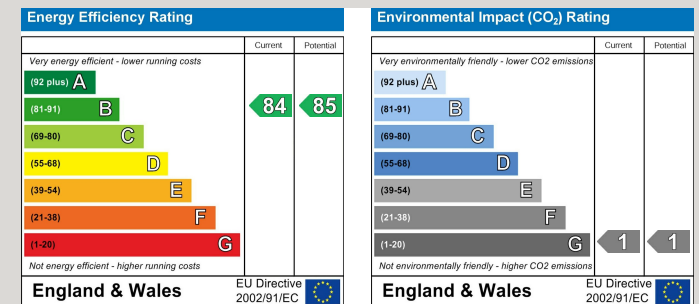 Energy Efficiency Rating
Current Potential
Very energy efficient - lower running costs
(92 plus) A
(81-91) B 84 85
(69-80) C
(55-68) D
(39-54) E
(21-38) F
(1-20) G
Not energy efficient - higher running costs
England & Wales EU Directive
2002/91/EC
Environmental Impact (CO2) Rating
Current Potential
Very environmentally friendly - lower CO2 emissions
(92 plus) A
(81-91) B
(69-80) C
(55-68) D
(39-54) E
(21-38) F
(1-20) G 1 1
Not environmentally friendly - higher CO2 emissions
England & Wales EU Directive
2002/91/EC